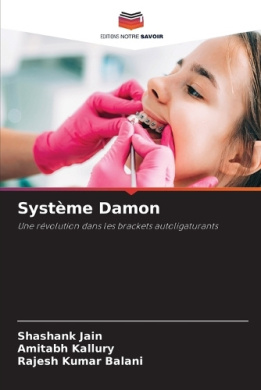 EDITIONS NOTRE SAVOIR
Système Damon
Une révolution dans les brackets autoligaturants
Shashank Jain
Amitabh Kallury
Rajesh Kumar Balani